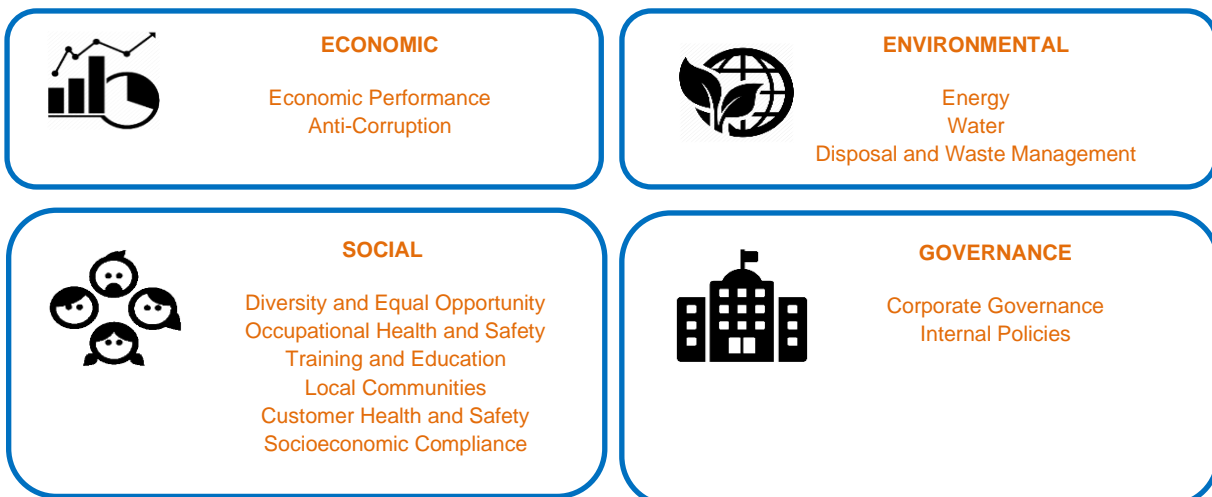 ECONOMIC
Economic Performance
Anti-Corruption
ENVIRONMENTAL
Energy
Water
Disposal and Waste Management
SOCIAL
Diversity and Equal Opportunity
Occupational Health and Safety
Training and Education
Local Communities
Customer Health and Safety
Socioeconomic Compliance
GOVERNANCE
Corporate Governance
Internal Policies